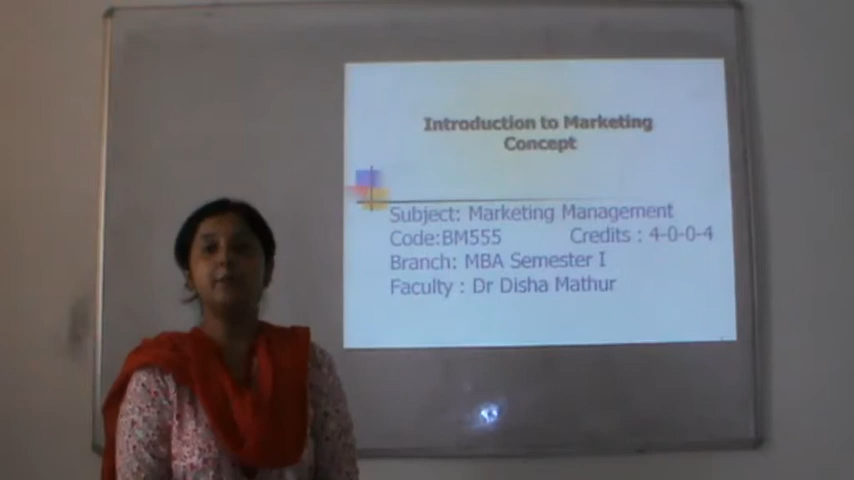 Introduction to Marketing
Concept
Subject: Marketing Management
Code:BM555 Credits : 4-0-0-4
Branch: MBA Semester I
Faculty : Dr Disha Mathur